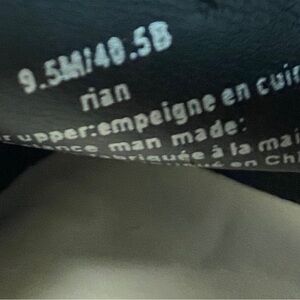 9.5M/40.5B
rian
r upper:empeigne en cuir
man made:
fabriquée à la mai
en Chi